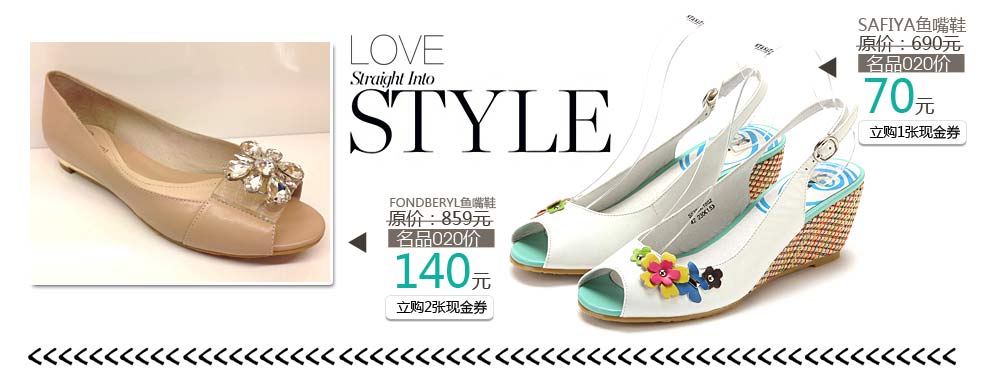 LOVE
Straight Into
STYLE
FONDBERYL鱼嘴鞋
原价：859元
名品020价
140元
立购2张现金券
SAFIYA鱼嘴鞋
原价：690元
名品020价
70元
立购1张现金券